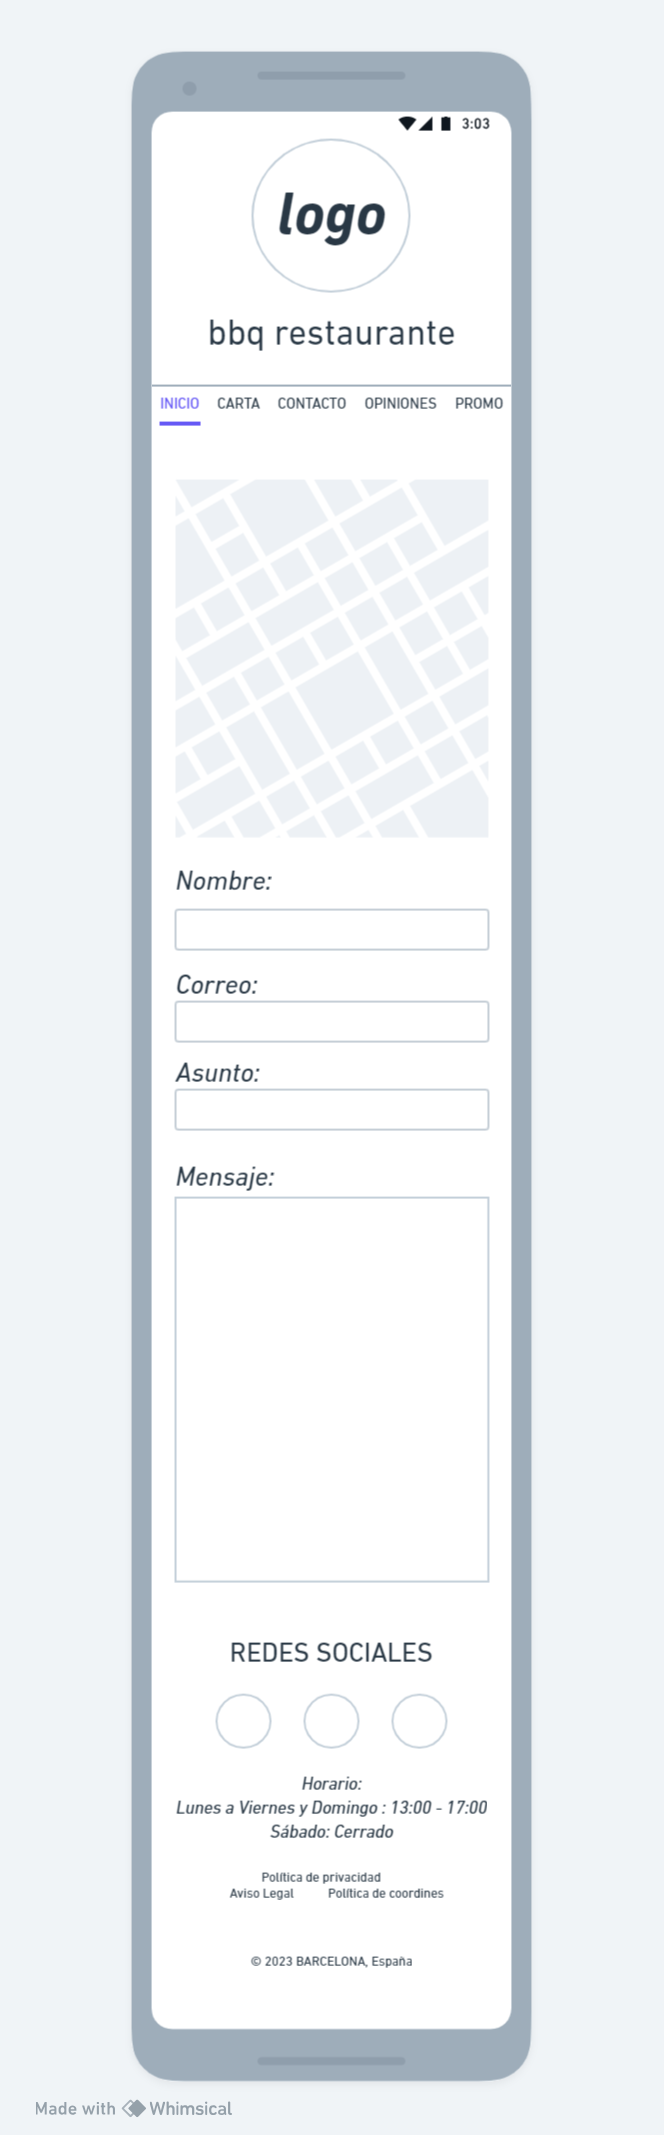 3:03
logo
bbq restaurante
INICIO CARTA CONTACTO OPINIONES PROMO
Nombre:
Correo:
Asunto:
Mensaje:
REDES SOCIALES
Horario:
Lunes a Viernes y Domingo : 13:00 - 17:00
Sábado: Cerrado
Política de privacidad
Aviso Legal Política de coordines
© 2023 BARCELONA, España
Made with Whimsical